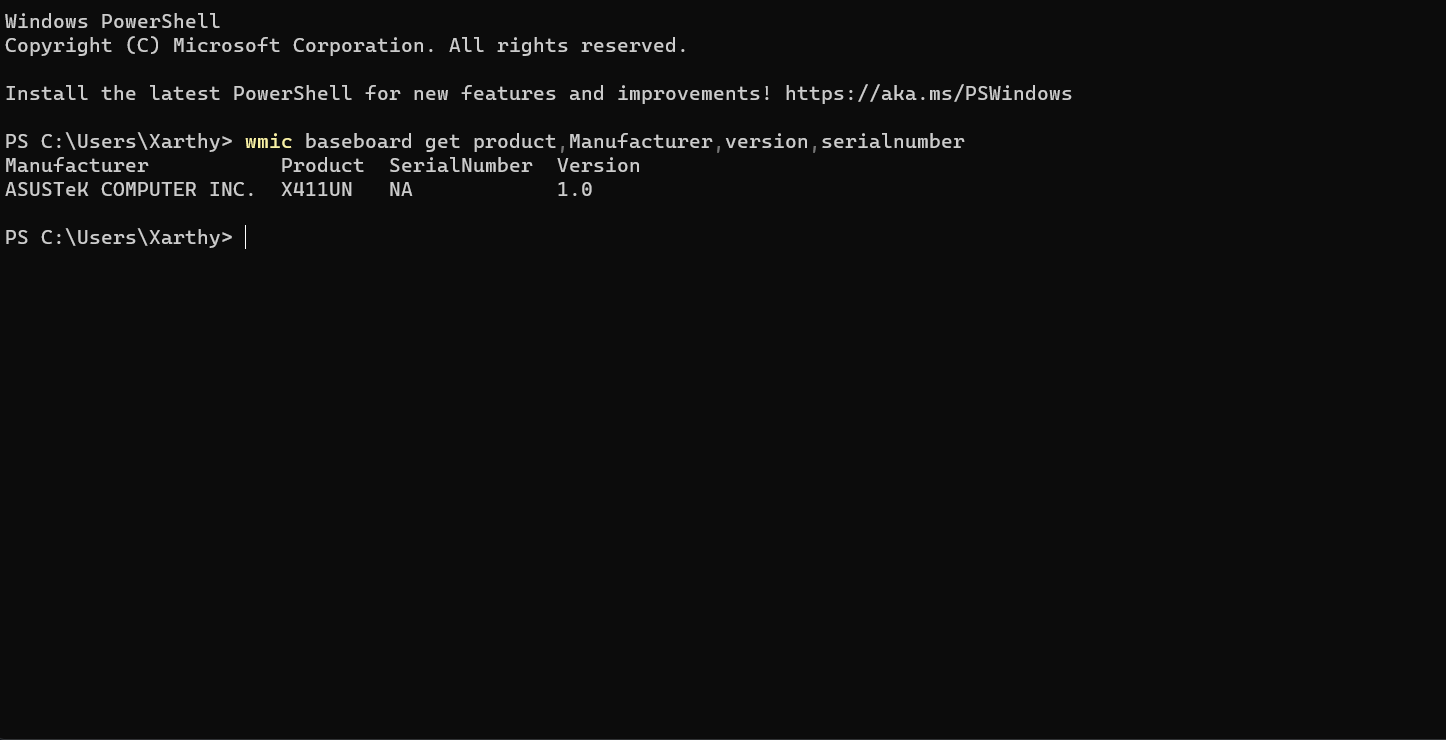 Windows PowerShell
Copyright (C) Microsoft Corporation. All rights reserved.
Install the latest PowerShell for new features and improvements! https://aka.ms/PSWindows
PS C:\Users\Xarthy> wmic baseboard get product,Manufacturer,version,serialnumber
Manufacturer           Product  SerialNumber  Version
ASUSTeK COMPUTER INC.  X411UN   NA            1.0
PS C:\Users\Xarthy>